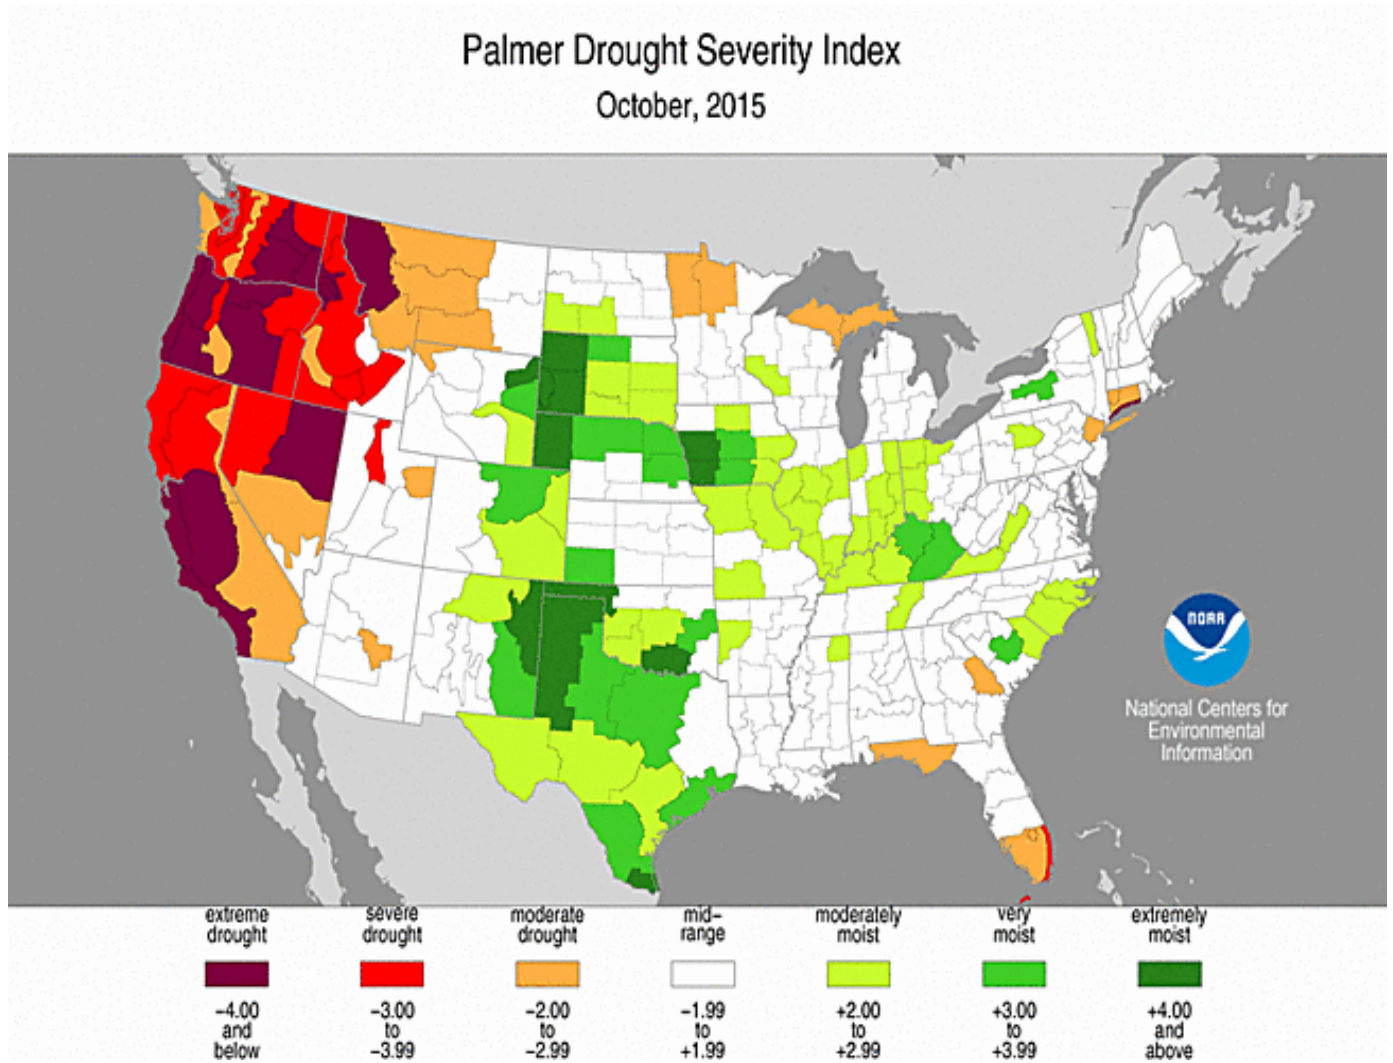 Palmer Drought Severity Index
October, 2015
NOAA
National Centers for
Environmental
Information
extreme drought
severe drought
moderate drought
mid-range
moderately moist
very moist
extremely moist
−4.00 and below
−3.00 to −3.99
−2.00 to −2.99
−1.99 to +1.99
+2.00 to +2.99
+3.00 to +3.99
+4.00 and above